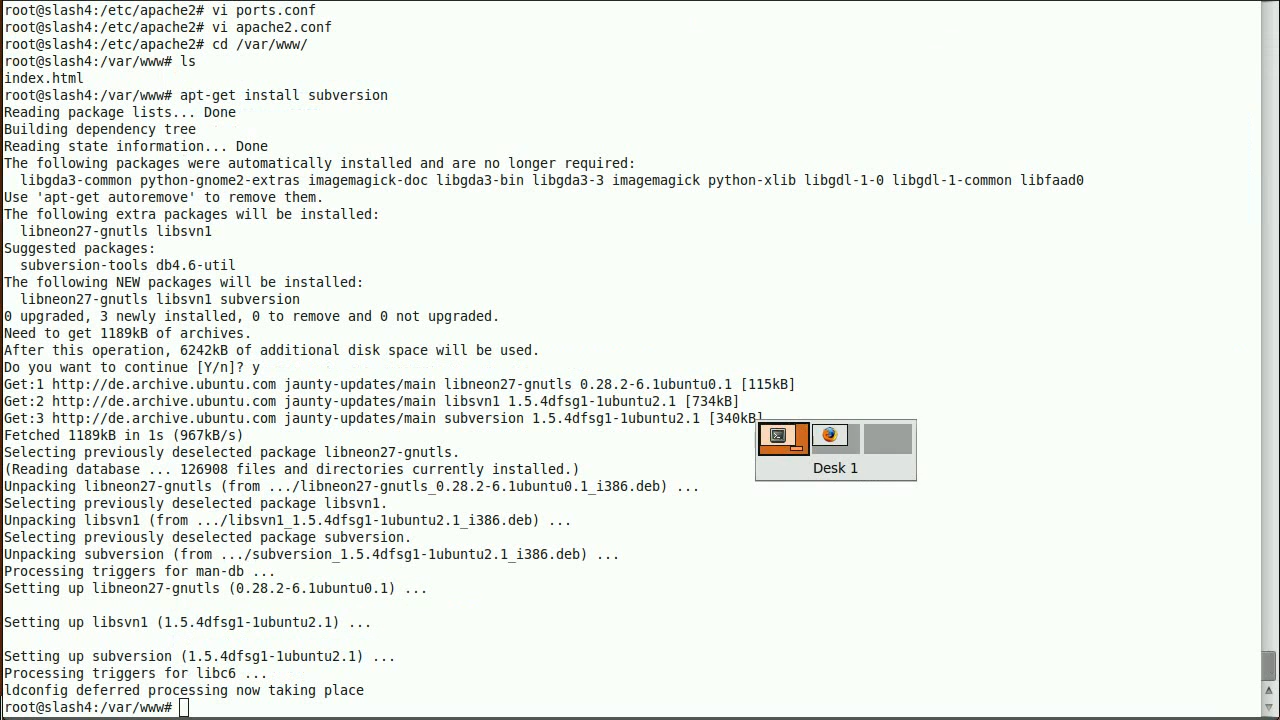 root@slash4:/etc/apache2# vi ports.conf
root@slash4:/etc/apache2# vi apache2.conf
root@slash4:/etc/apache2# cd /var/www/
root@slash4:/var/www# ls
index.html
root@slash4:/var/www# apt-get install subversion
Reading package lists... Done
Building dependency tree
Reading state information... Done
The following packages were automatically installed and are no longer required:
  libgda3-common python-gnome2-extras imagemagick-doc libgda3-bin libgda3-3 imagemagick python-xlib libgdl-1-0 libgdl-1-common libfaad0
Use 'apt-get autoremove' to remove them.
The following extra packages will be installed:
  libneon27-gnutls libsvn1
Suggested packages:
  subversion-tools db4.6-util
The following NEW packages will be installed:
  libneon27-gnutls libsvn1 subversion
0 upgraded, 3 newly installed, 0 to remove and 0 not upgraded.
Need to get 1189kB of archives.
After this operation, 6242kB of additional disk space will be used.
Do you want to continue [Y/n]? y
Get:1 http://de.archive.ubuntu.com jaunty-updates/main libneon27-gnutls 0.28.2-6.1ubuntu0.1 [115kB]
Get:2 http://de.archive.ubuntu.com jaunty-updates/main libsvn1 1.5.4dfsg1-1ubuntu2.1 [734kB]
Get:3 http://de.archive.ubuntu.com jaunty-updates/main subversion 1.5.4dfsg1-1ubuntu2.1 [340kB]
Fetched 1189kB in 1s (967kB/s)
Selecting previously deselected package libneon27-gnutls.
(Reading database ... 126908 files and directories currently installed.)
Unpacking libneon27-gnutls (from .../libneon27-gnutls_0.28.2-6.1ubuntu0.1_i386.deb) ...
Selecting previously deselected package libsvn1.
Unpacking libsvn1 (from .../libsvn1_1.5.4dfsg1-1ubuntu2.1_i386.deb) ...
Selecting previously deselected package subversion.
Unpacking subversion (from .../subversion_1.5.4dfsg1-1ubuntu2.1_i386.deb) ...
Processing triggers for man-db ...
Setting up libneon27-gnutls (0.28.2-6.1ubuntu0.1) ...
Setting up libsvn1 (1.5.4dfsg1-1ubuntu2.1) ...
Setting up subversion (1.5.4dfsg1-1ubuntu2.1) ...
Processing triggers for libc6 ...
ldconfig deferred processing now taking place
root@slash4:/var/www#
Desk 1